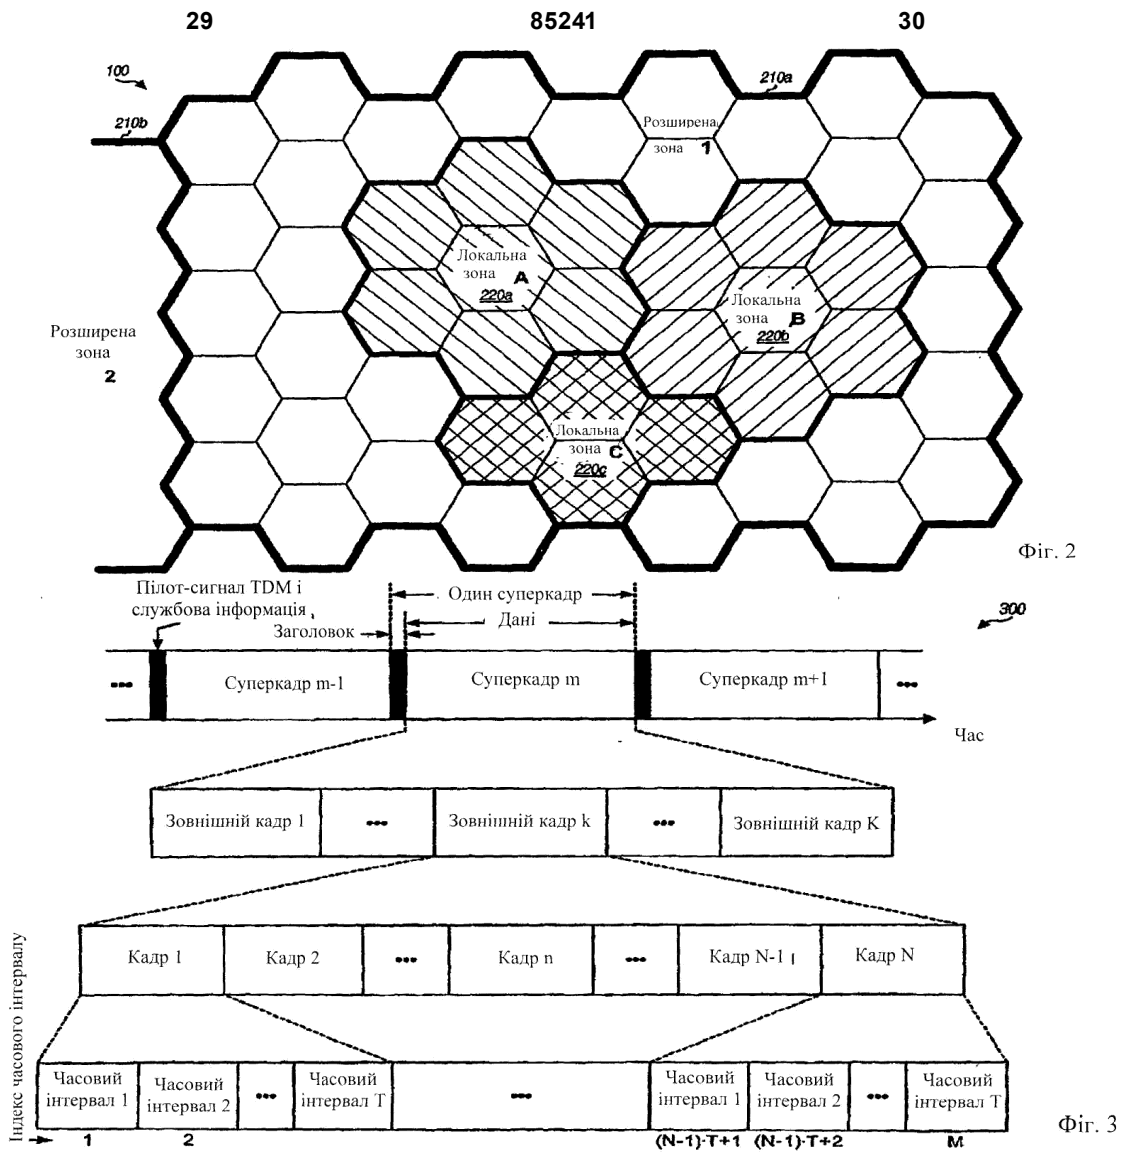 29 85241 30
100
210a
210b
Розширена
зона 1
Локальна
зона A
220a
Локальна
зона B
220b
Розширена
зона
2
Локальна
зона C
220c
Фіг. 2
Пілот-сигнал TDM і
службова інформація
Один суперкадр
300
Заголовок
Дані
... Суперкадр m-1 Суперкадр m Суперкадр m+1 ...
Час
Зовнішній кадр 1 ... Зовнішній кадр k ... Зовнішній кадр K
Кадр 1 Кадр 2 ... Кадр n ... Кадр N-1 Кадр N
Індекс часового інтервалу
Часовий інтервал 1
Часовий інтервал 2
...
Часовий інтервал T
...
Часовий інтервал 1
Часовий інтервал 2
...
Часовий інтервал T
1 2 (N-1)·T+1 (N-1)·T+2 M
Фіг. 3